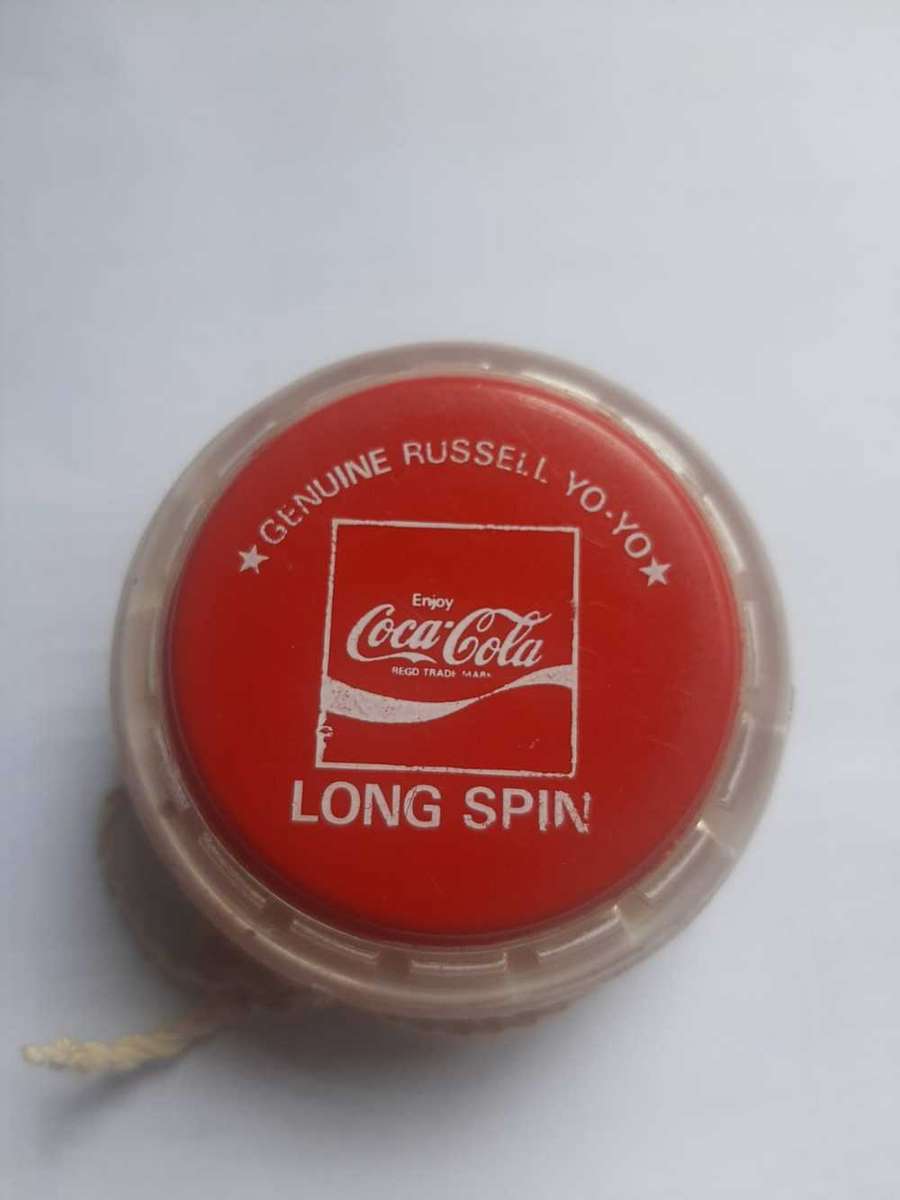 ★GENUINE RUSSELL YO-YO★
Enjoy
Coca-Cola
REGD TRADE MARK
LONG SPIN